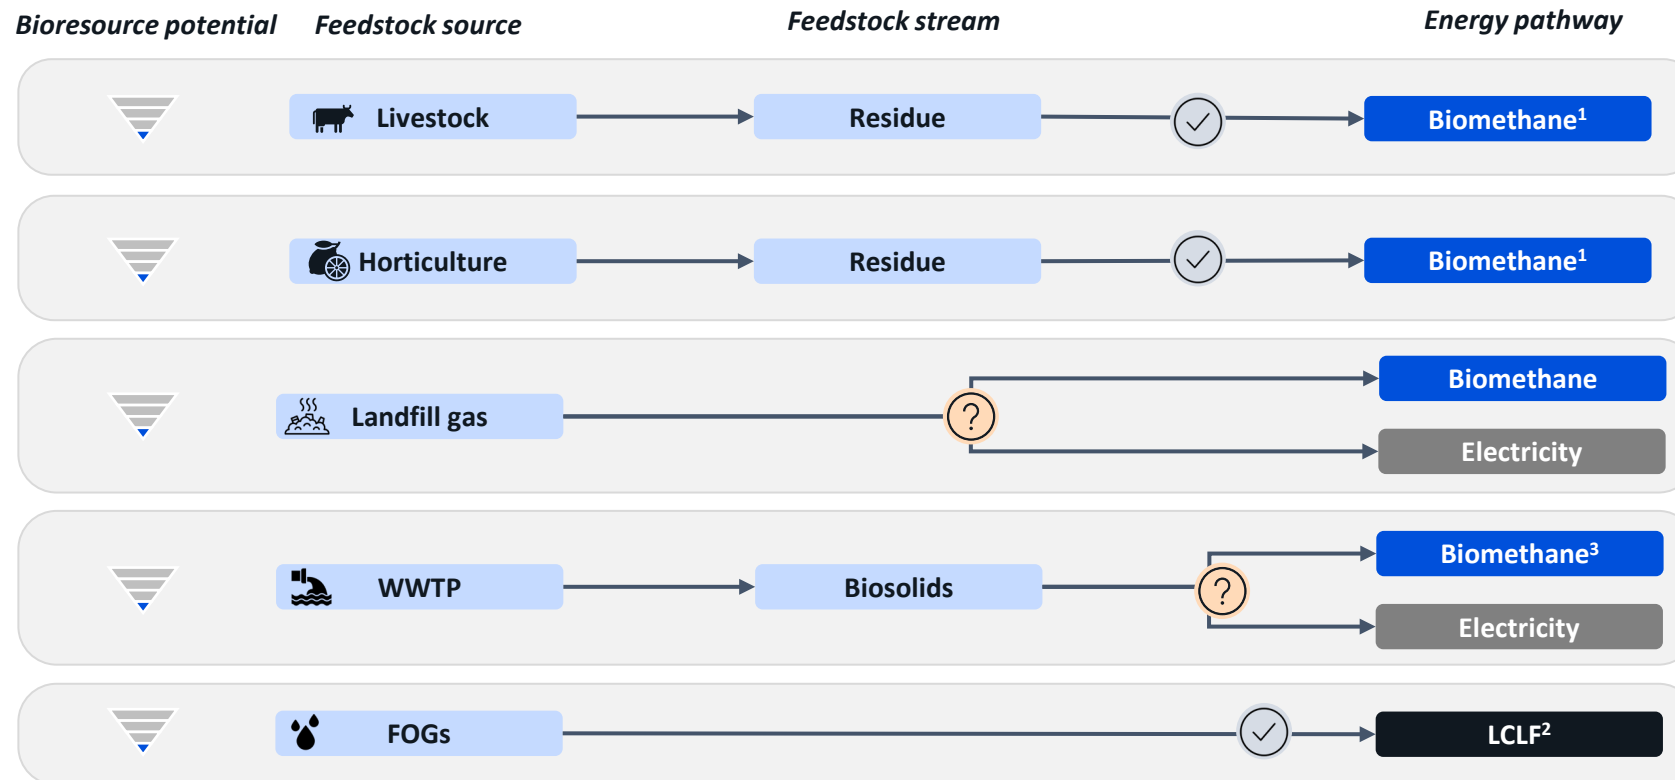 Bioresource potential Feedstock source Feedstock stream Energy pathway
Livestock Residue Biomethane¹
Horticulture Residue Biomethane¹
Biomethane
Landfill gas ?
Electricity
Biomethane³
WWTP Biosolids ?
Electricity
FOGs LCLF²